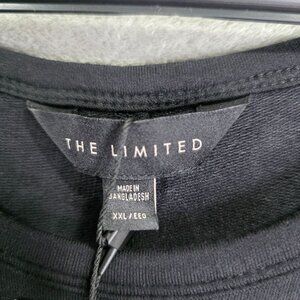 THE LIMITED
MADE IN
BANGLADESH
XXL / EEG